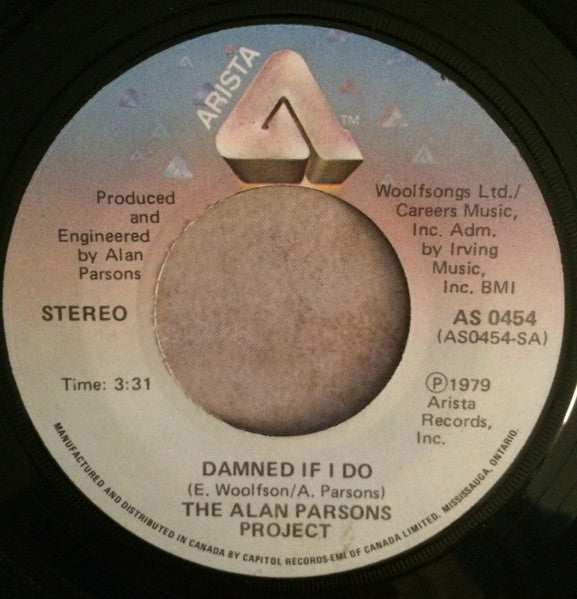 ARISTA
TM
Produced
and
Engineered
by Alan
Parsons
Woolfsongs Ltd./
Careers Music,
Inc. Adm.
by Irving
Music,
Inc. BMI
STEREO
AS 0454
(AS0454-SA)
Time: 3:31
℗1979
Arista
Records,
Inc.
DAMNED IF I DO
(E. Woolfson/A. Parsons)
THE ALAN PARSONS
PROJECT
MANUFACTURED AND DISTRIBUTED IN CANADA BY CAPITOL RECORDS-EMI OF CANADA LIMITED. MISSISSAUGA, ONTARIO.